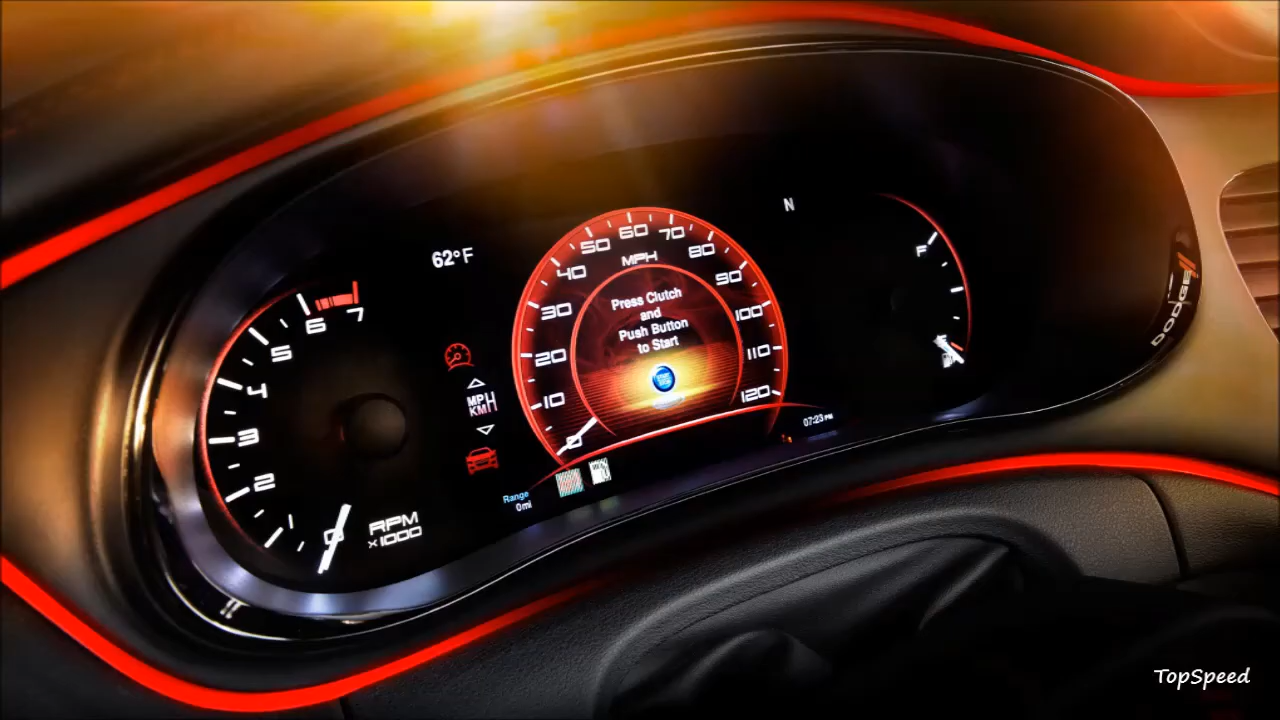 62°F
N
7
6
5
4
3
2
0
RPM
x1000
MPH
KM/H
0
10
20
30
40
50
60
70
80
90
100
110
120
MPH
Press Clutch
and
Push Button
to Start
F
E
07:23 PM
Range
0mi
DODGE
TopSpeed